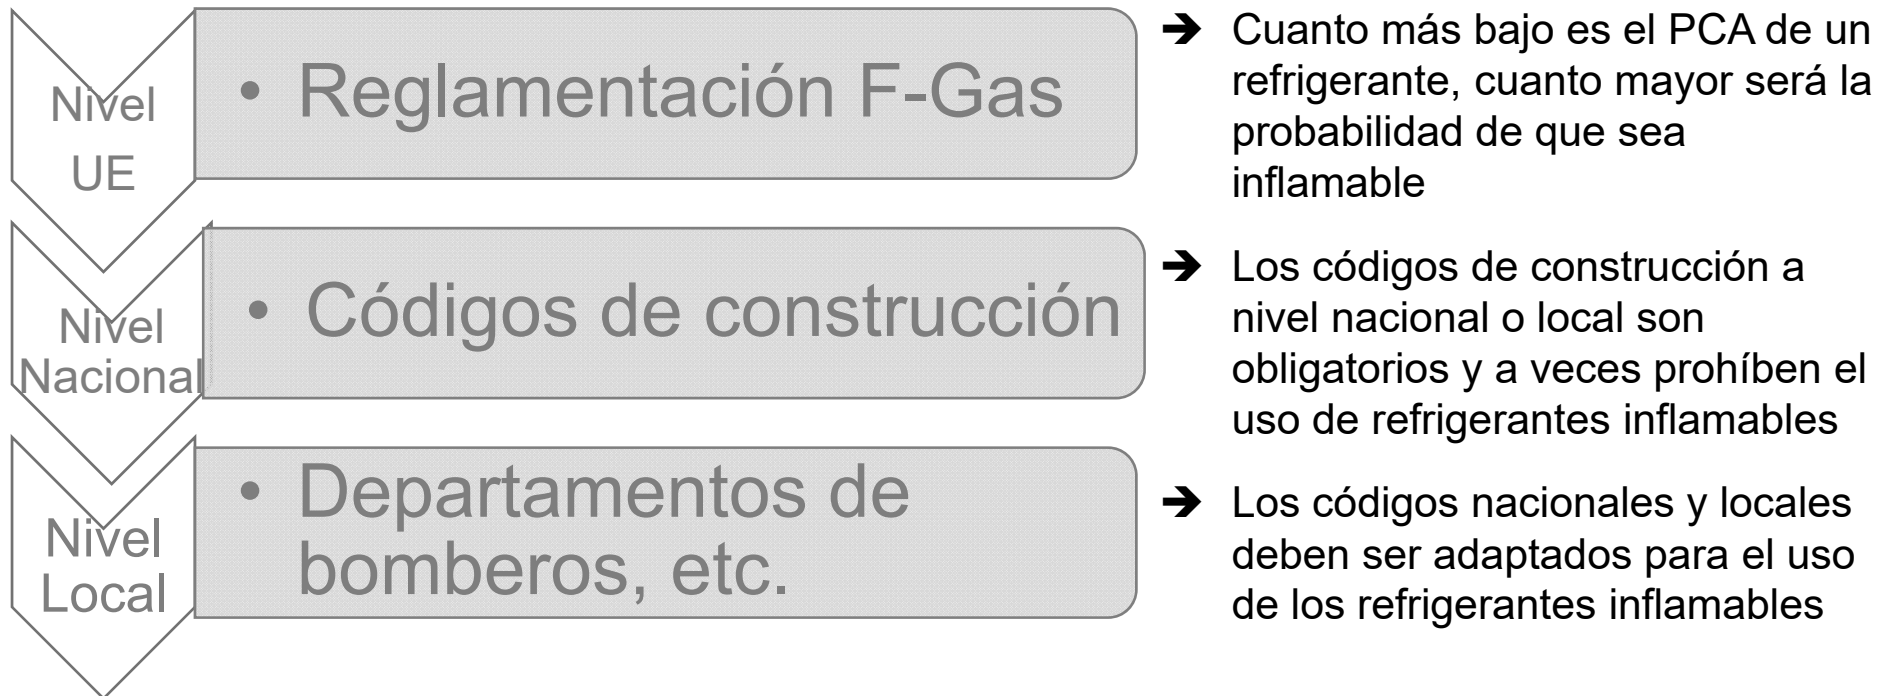 Nivel
UE
• Reglamentación F-Gas
➔ Cuanto más bajo es el PCA de un
refrigerante, cuanto mayor será la
probabilidad de que sea
inflamable
Nivel
Nacional
• Códigos de construcción
➔ Los códigos de construcción a
nivel nacional o local son
obligatorios y a veces prohíben el
uso de refrigerantes inflamables
Nivel
Local
• Departamentos de
bomberos, etc.
➔ Los códigos nacionales y locales
deben ser adaptados para el uso
de los refrigerantes inflamables